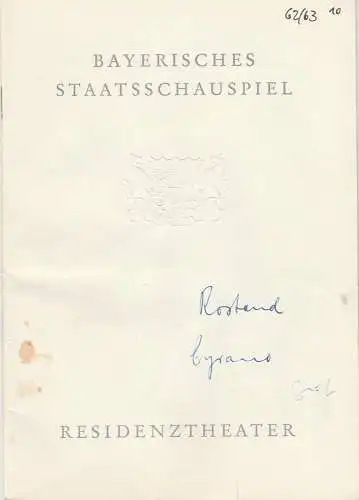 62/63 10
BAYERISCHES
STAATSSCHAUSPIEL
Rostand
Cyrano
RESIDENZTHEATER